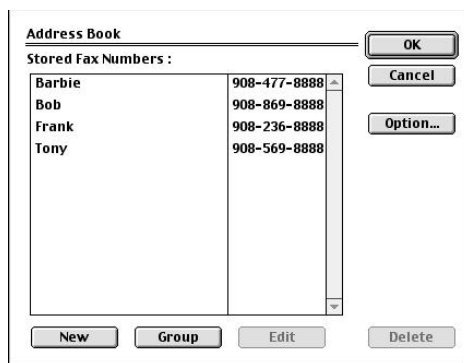 Address Book
OK
Stored Fax Numbers :
Cancel
Barbie 908-477-8888
Bob 908-869-8888
Frank 908-236-8888
Option...
Tony 908-569-8888
New Group Edit Delete